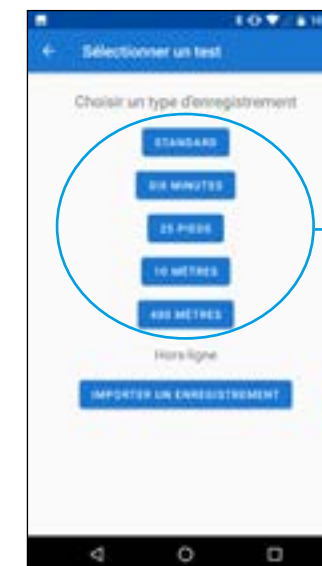 Sélectionner un test
Choisir un type d'enregistrement
STANDARD
SIX MINUTES
25 PIEDS
10 MÈTRES
400 MÈTRES
Hors ligne
IMPORTER UN ENREGISTREMENT